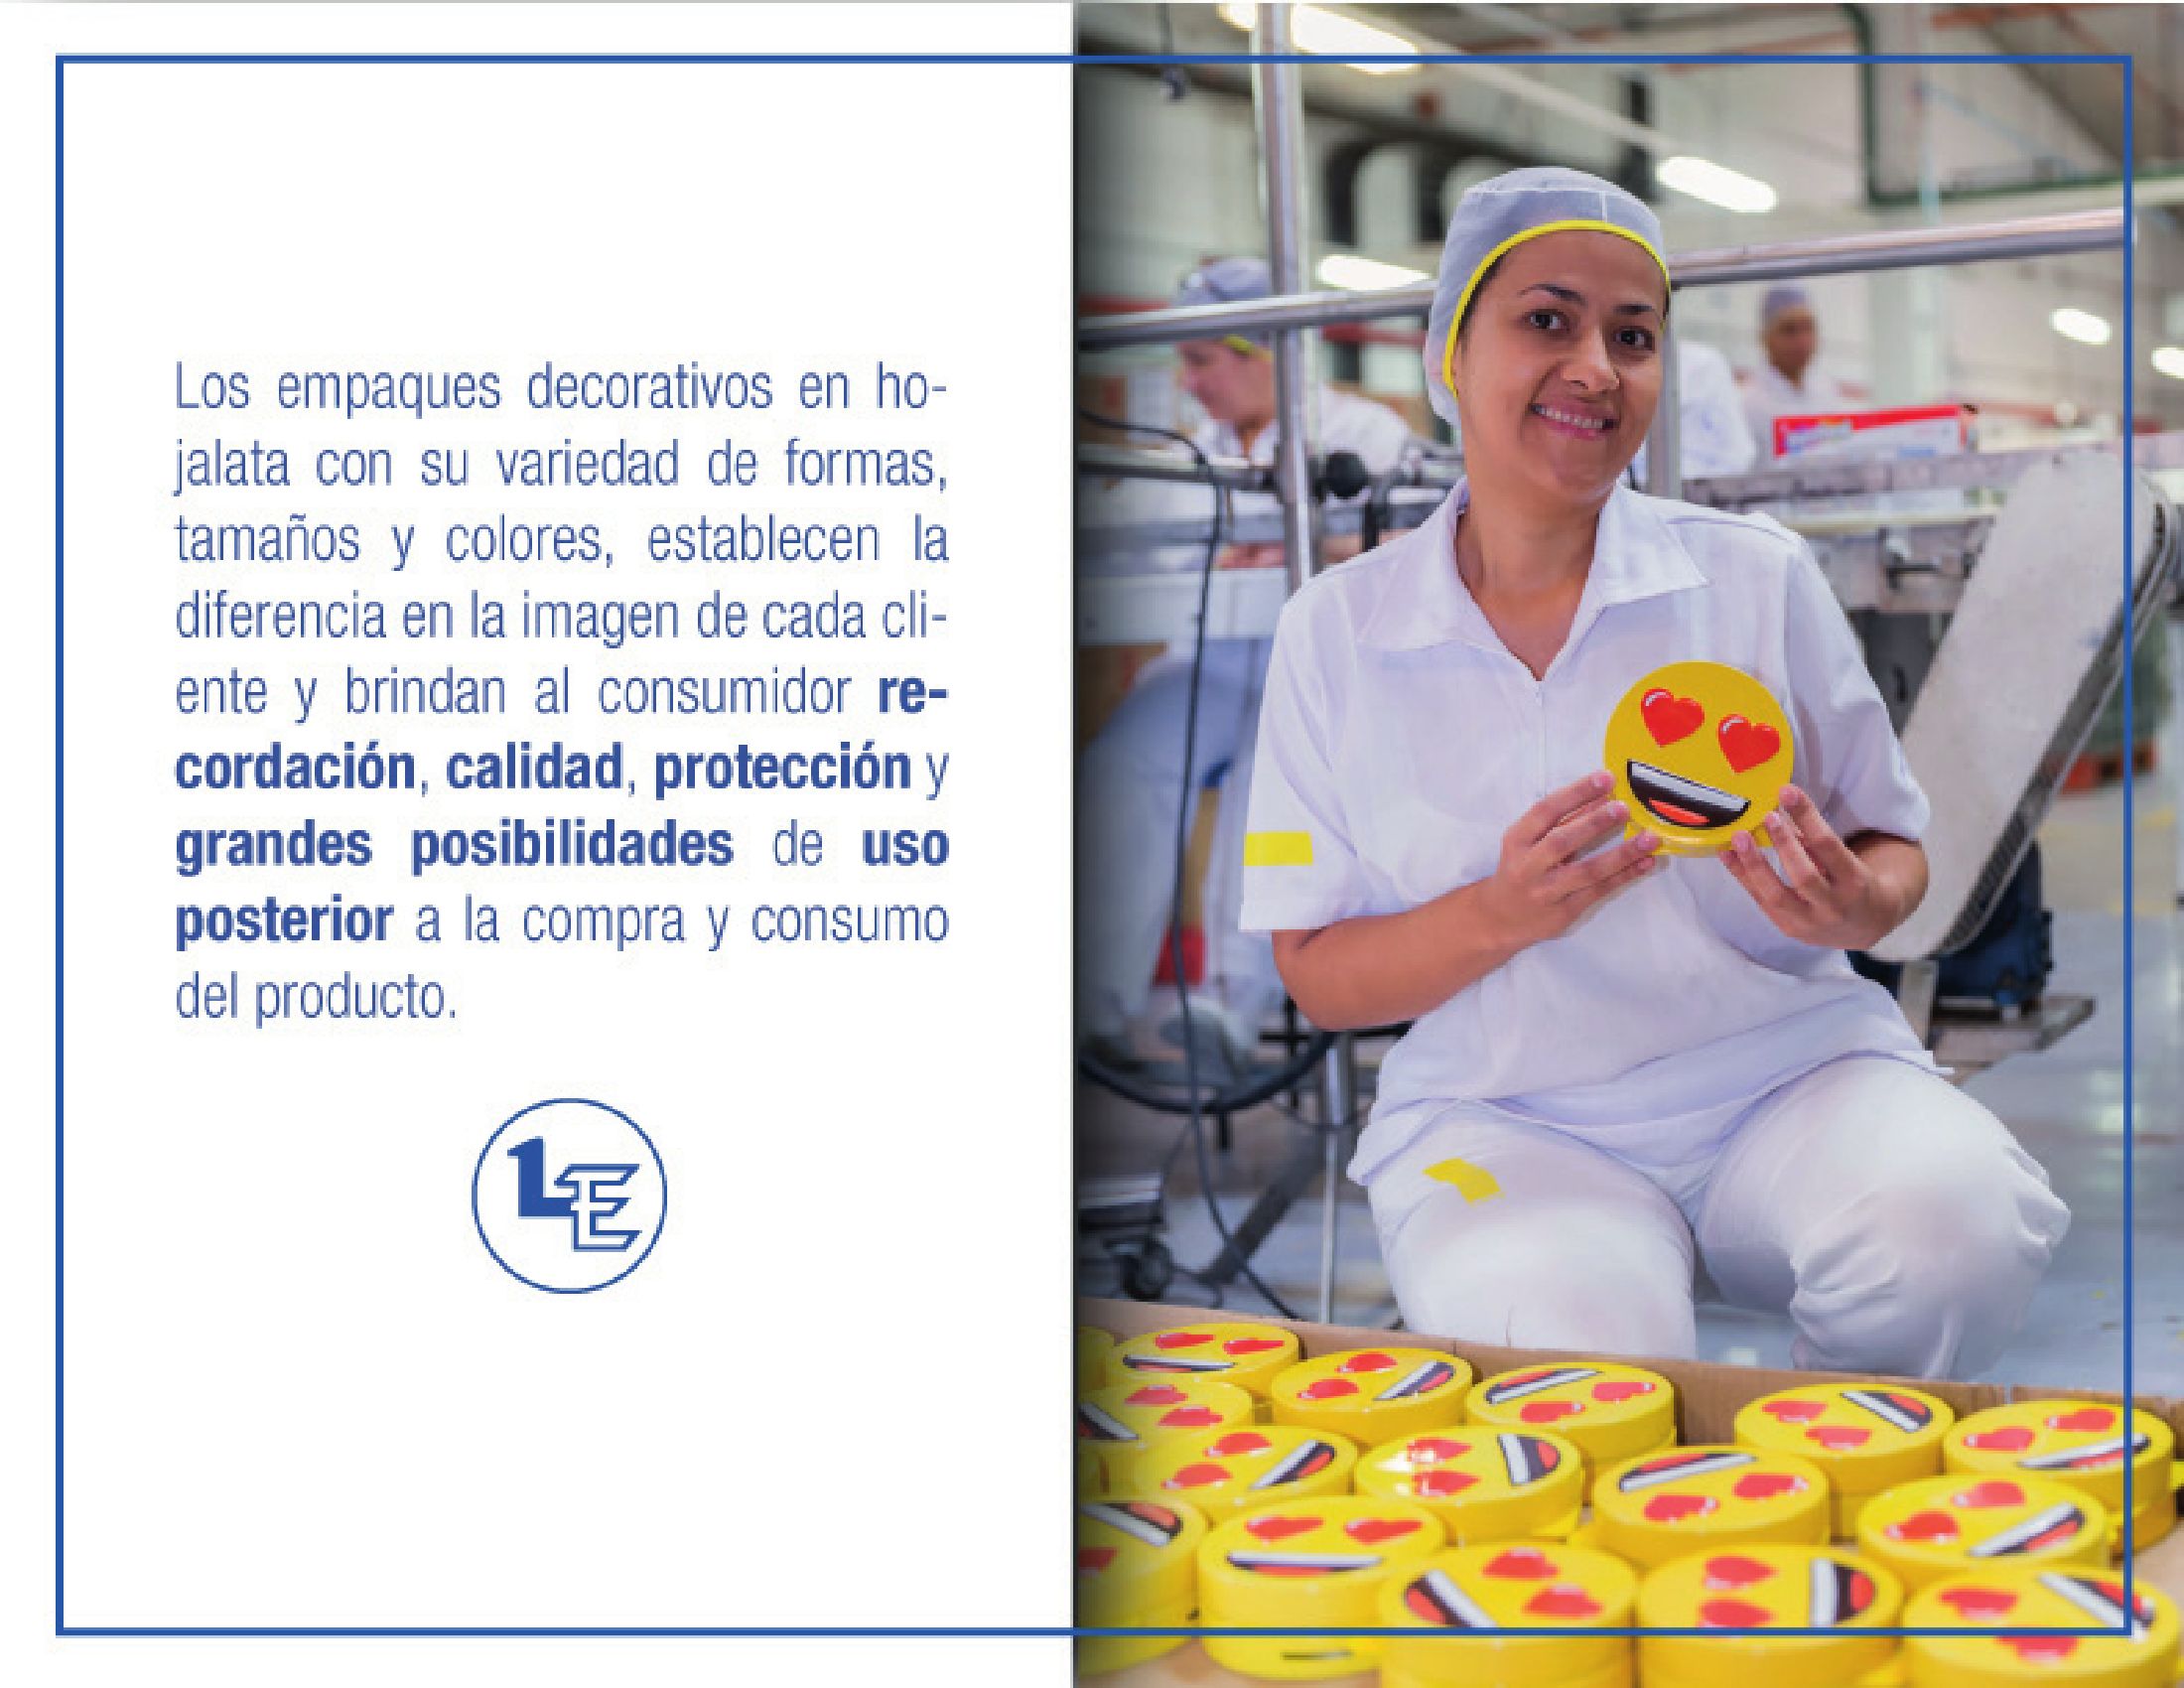 Los empaques decorativos en ho-
jalata con su variedad de formas,
tamaños y colores, establecen la
diferencia en la imagen de cada cli-
ente y brindan al consumidor re-
cordación, calidad, protección y
grandes posibilidades de uso
posterior a la compra y consumo
del producto.
LE